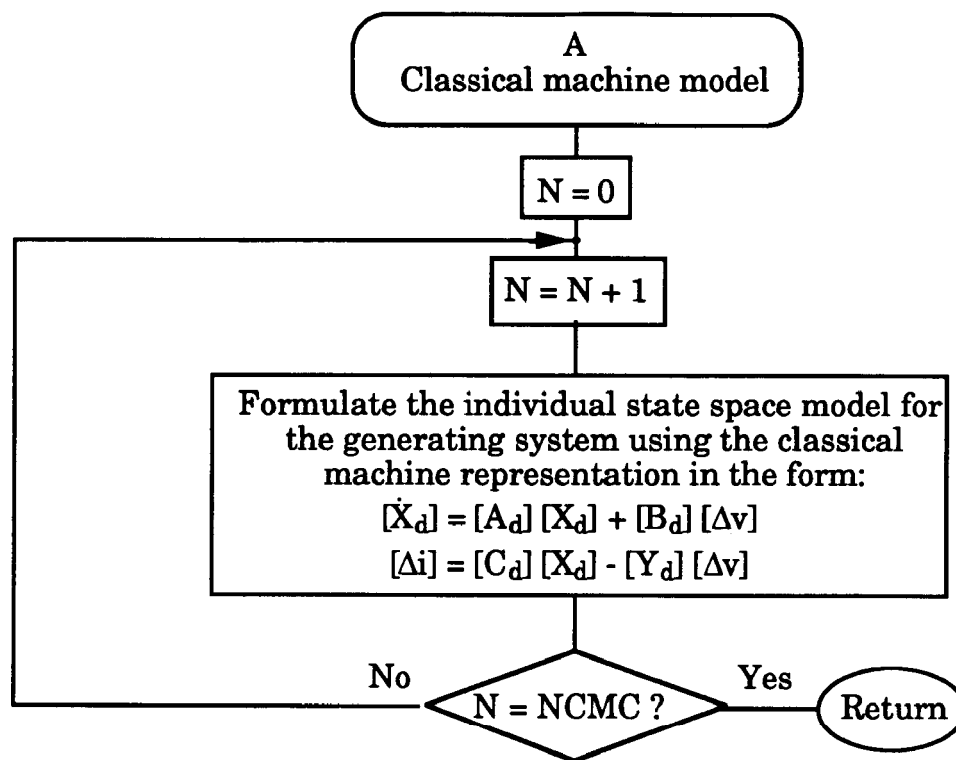 A
Classical machine model
N = 0
N = N + 1
Formulate the individual state space model for
the generating system using the classical
machine representation in the form:
[Ẋd] = [Ad] [Xd] + [Bd] [Δv]
[Δi] = [Cd] [Xd] - [Yd] [Δv]
No
N = NCMC ?
Yes
Return